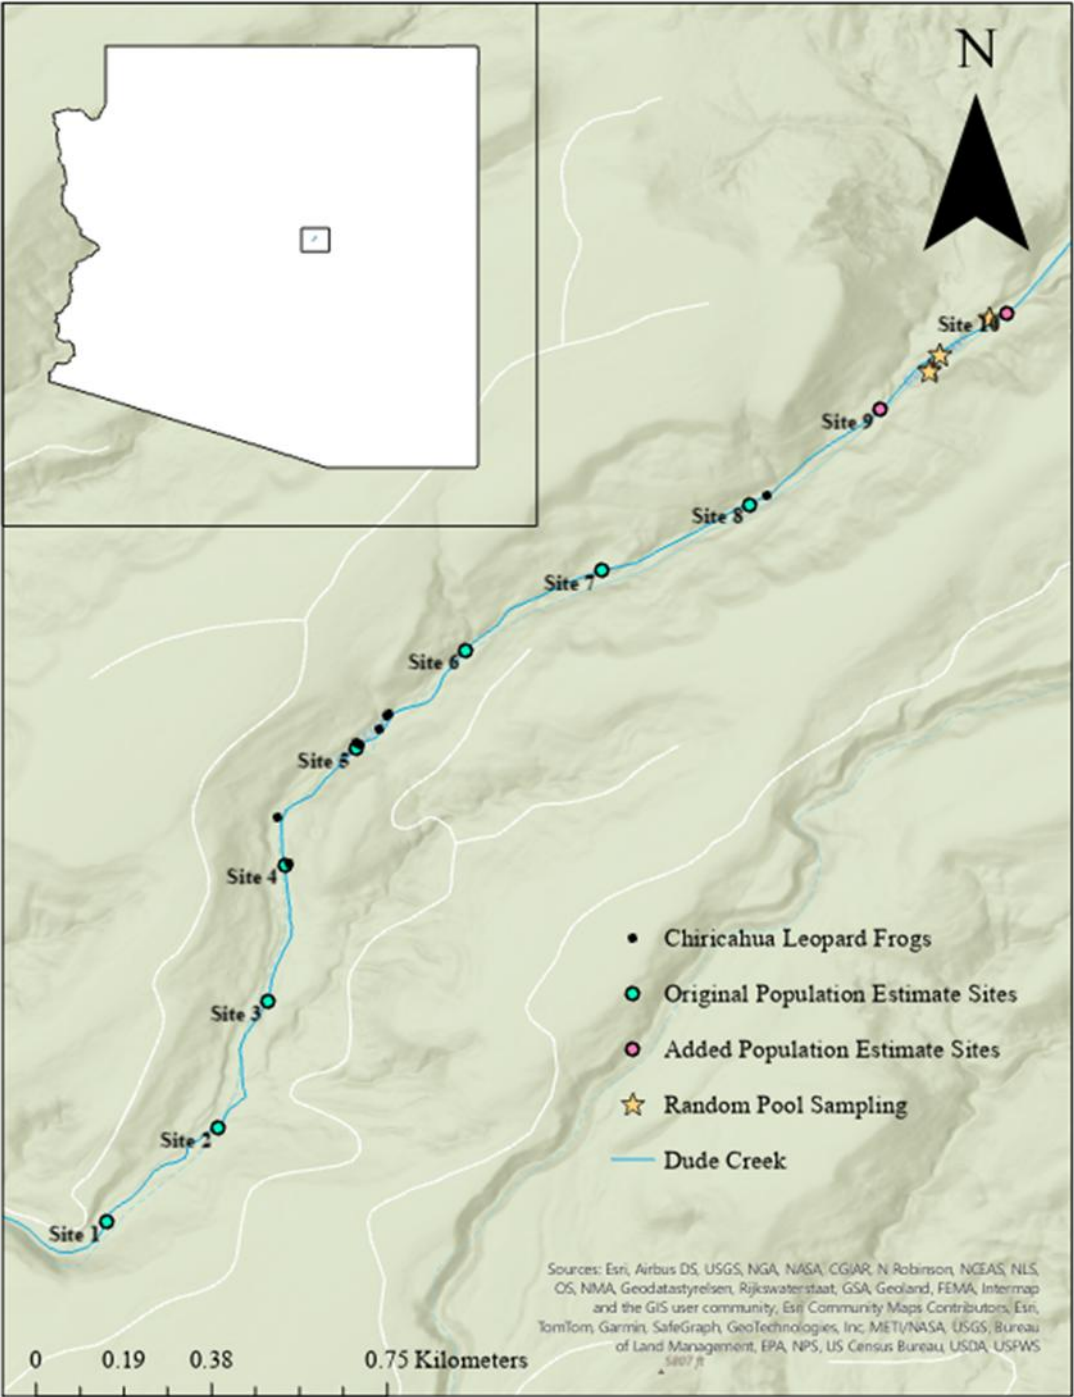 N
Site 10
Site 9
Site 8
Site 7
Site 6
Site 5
Site 4
Site 3
Site 2
Site 1
Chiricahua Leopard Frogs
Original Population Estimate Sites
Added Population Estimate Sites
Random Pool Sampling
Dude Creek
Sources: Esri, Airbus DS, USGS, NGA, NASA, CGIAR, N Robinson, NCEAS, NLS,
OS, NMA, Geodatastyrelsen, Rijkswaterstaat, GSA, Geoland, FEMA, Intermap
and the GIS user community, Esri Community Maps Contributors, Esri,
TomTom, Garmin, SafeGraph, GeoTechnologies, Inc, METI/NASA, USGS, Bureau
of Land Management, EPA, NPS, US Census Bureau, USDA, USFWS
5807 ft
0 0.19 0.38 0.75 Kilometers